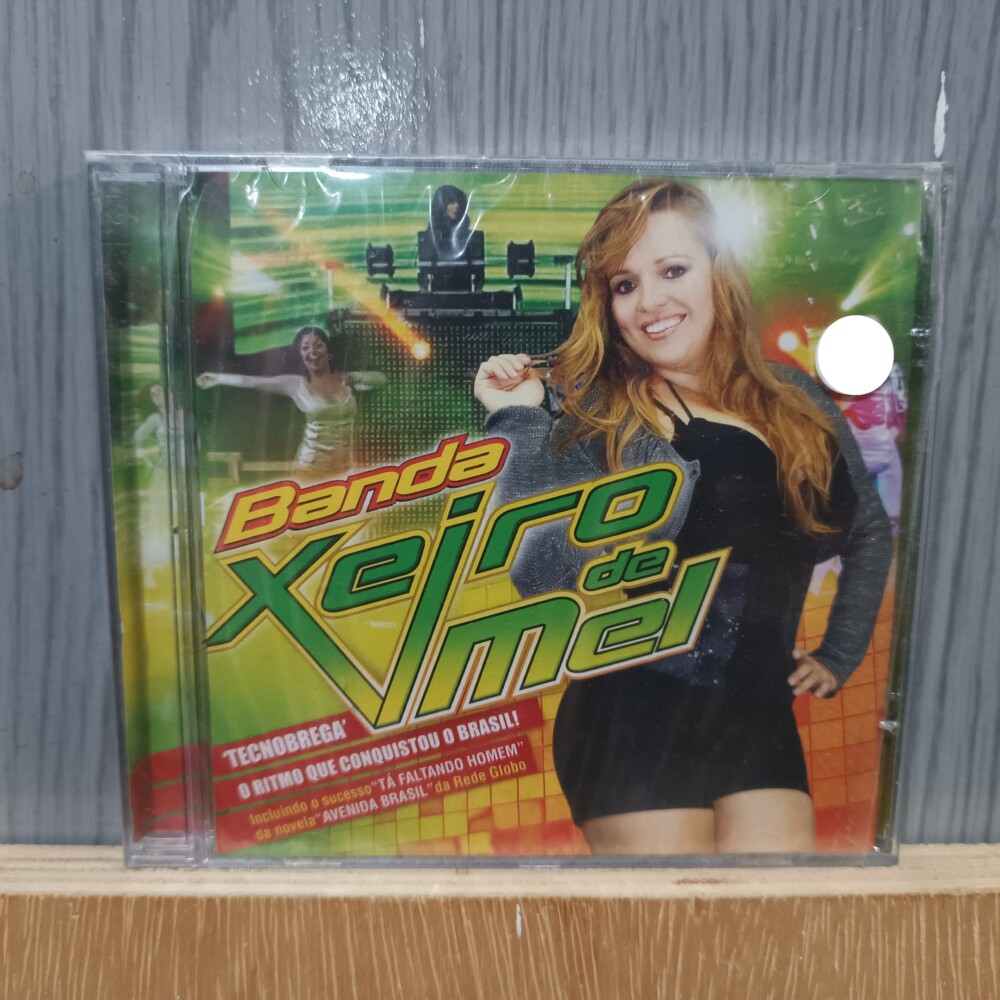 Banda
Xeiro
de
mel
'TECNOBREGA'
O RITMO QUE CONQUISTOU O BRASIL!
Incluindo o sucesso "TÁ FALTANDO HOMEM"
da novela "AVENIDA BRASIL" da Rede Globo